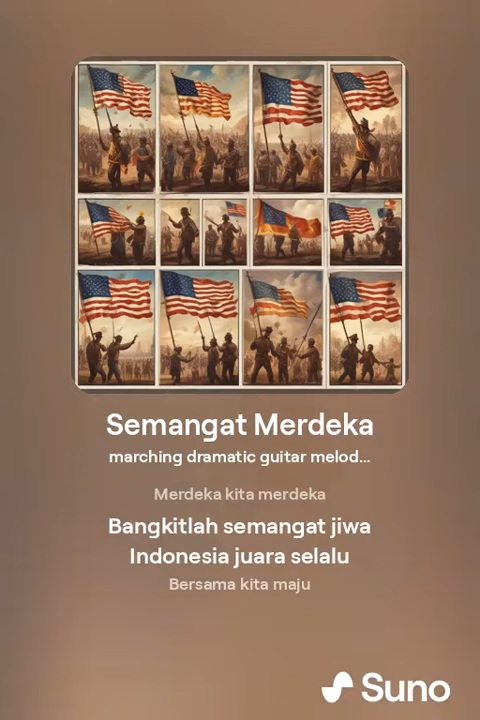 Semangat Merdeka
marching dramatic guitar melod...
Merdeka kita merdeka
Bangkitlah semangat jiwa
Indonesia juara selalu
Bersama kita maju
Suno